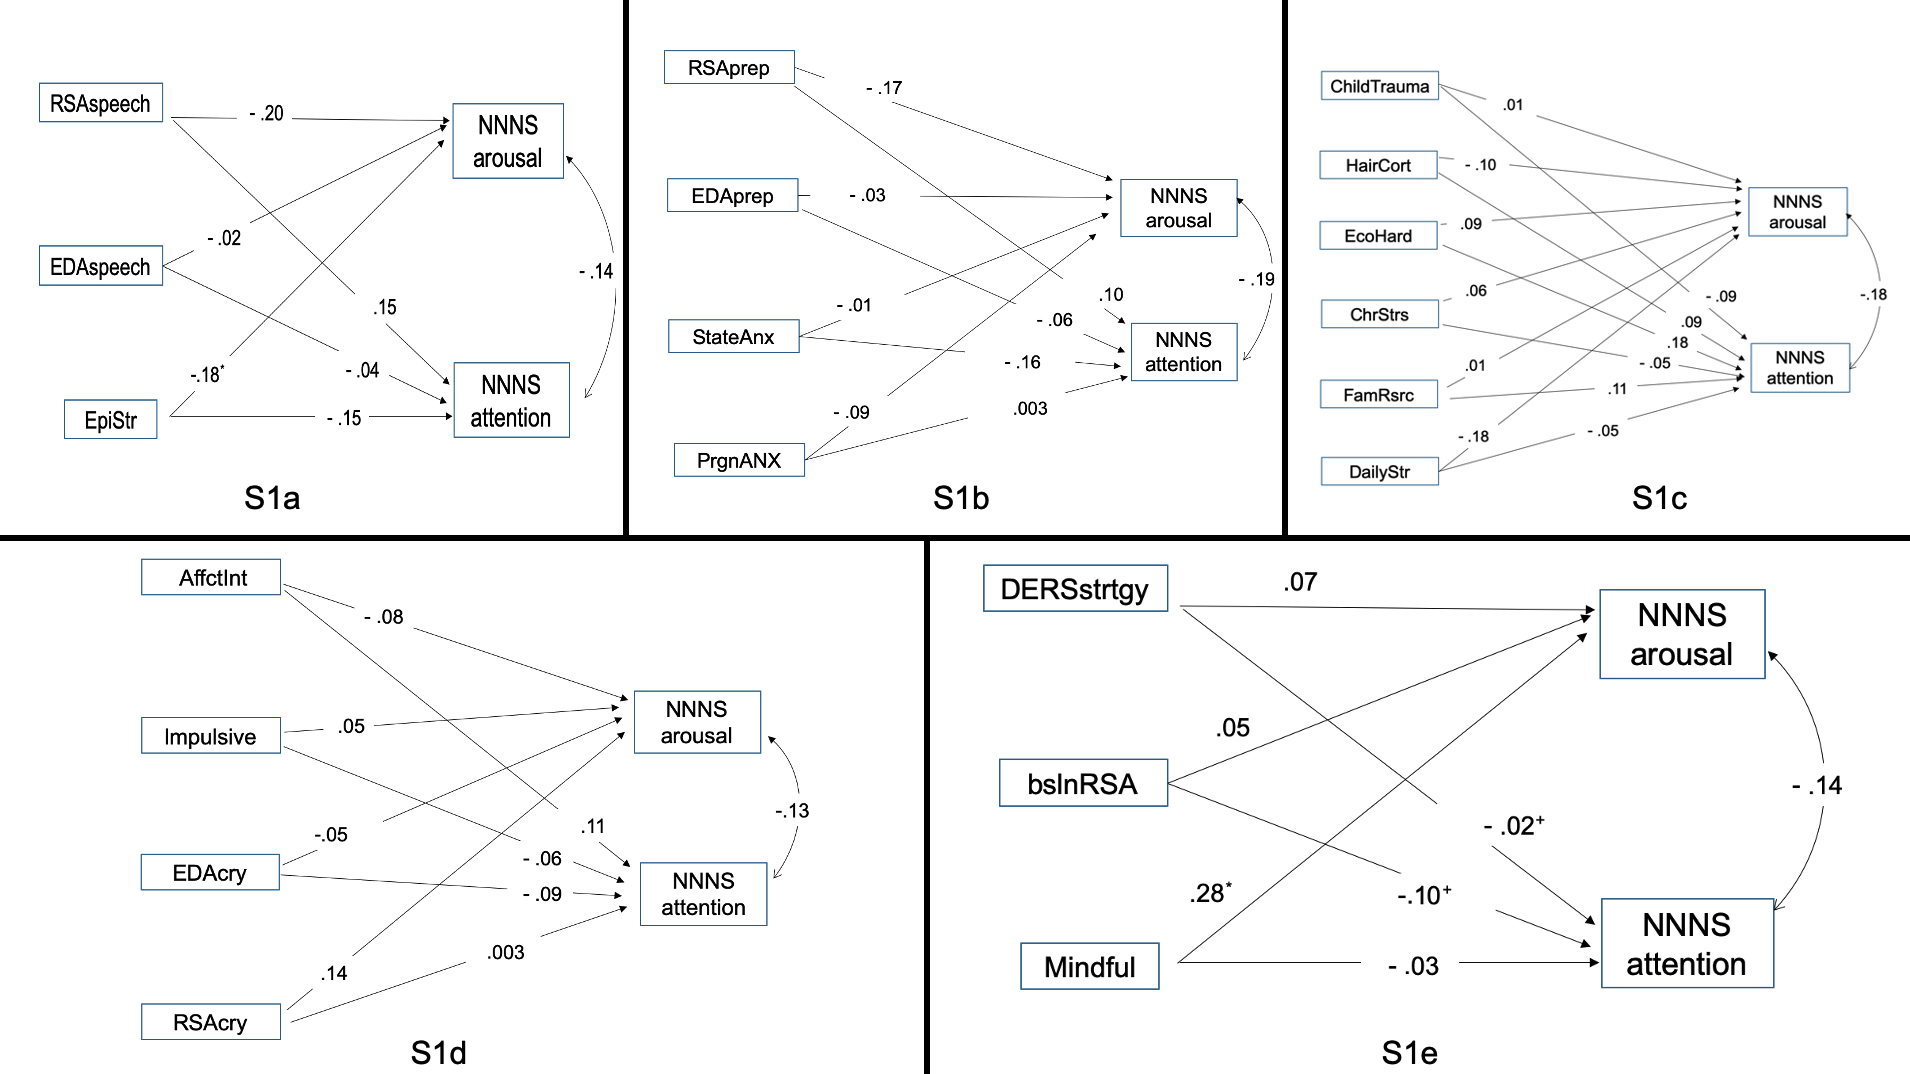 RSAspeech
- .20
NNNS
arousal
- .02
EDAspeech
- .14
.15
-.18*
- .04
NNNS
attention
EpiStr
- .15
S1a
RSAprep
- .17
EDAprep
- .03
NNNS
arousal
- .19
.10
- .01
- .06
StateAnx
NNNS
attention
- .16
- .09
.003
PrgnANX
S1b
ChildTrauma
.01
HairCort
- .10
NNNS
arousal
EcoHard
.09
.06
- .09
-.18
ChrStrs
.09
.18
- .05
NNNS
attention
.01
FamRsrc
.11
- .18
- .05
DailyStr
S1c
AffctInt
- .08
Impulsive
.05
NNNS
arousal
-.13
-.05
.11
- .06
EDAcry
- .09
NNNS
attention
.003
.14
RSAcry
S1d
DERSstrtgy
.07
NNNS
arousal
.05
bslnRSA
- .14
- .02+
.28*
-.10+
NNNS
attention
Mindful
- .03
S1e